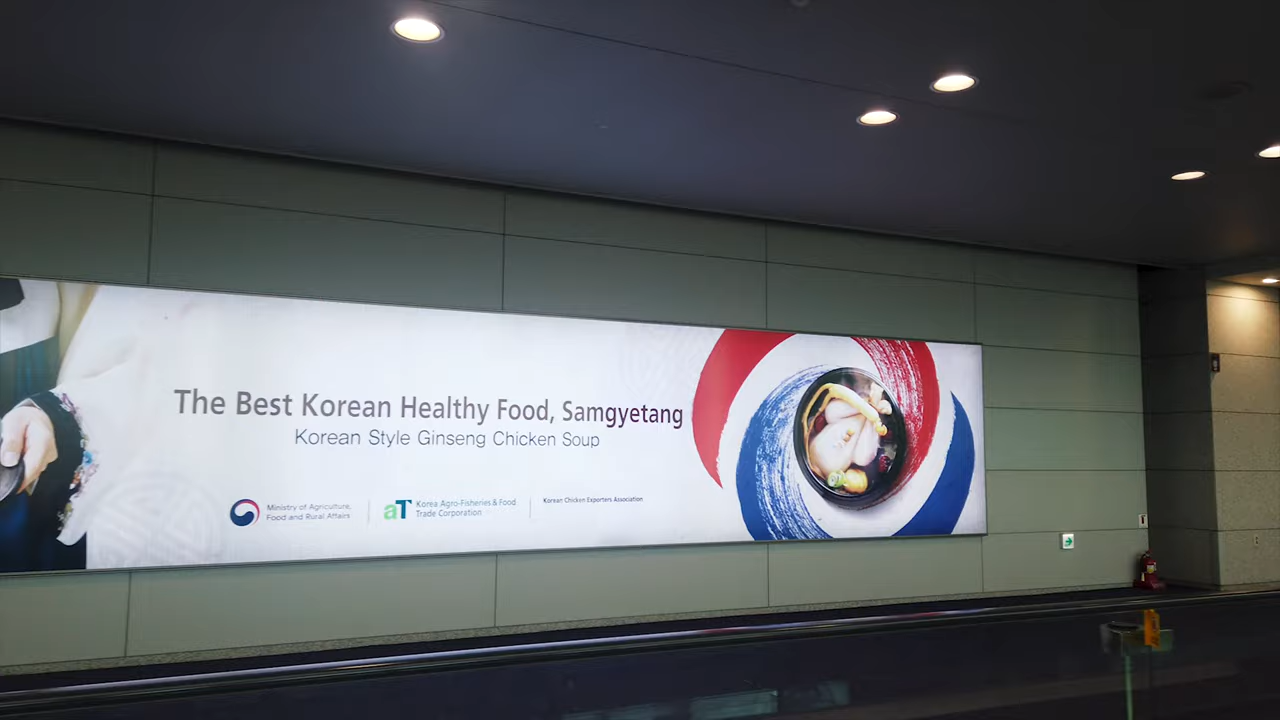 The Best Korean Healthy Food, Samgyetang
Korean Style Ginseng Chicken Soup
Ministry of Agriculture,
Food and Rural Affairs
aT
Korea Agro-Fisheries & Food
Trade Corporation
Korean Chicken Exporters Association